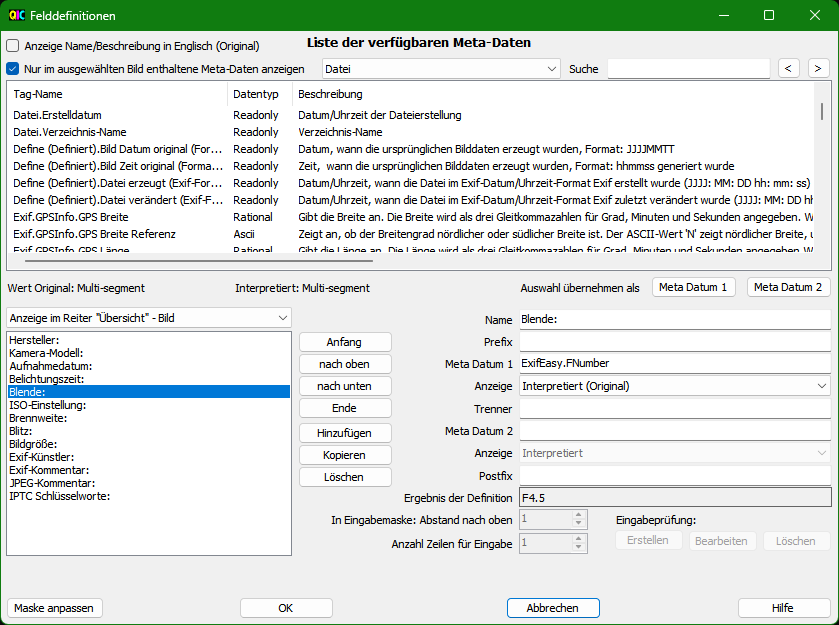 QIC Felddefinitionen
Anzeige Name/Beschreibung in Englisch (Original)
Liste der verfügbaren Meta-Daten
Nur im ausgewählten Bild enthaltene Meta-Daten anzeigen
Datei
Suche
<
>
Tag-Name Datentyp Beschreibung
Datei.Erstelldatum Readonly Datum/Uhrzeit der Dateierstellung
Datei.Verzeichnis-Name Readonly Verzeichnis-Name
Define (Definiert).Bild Datum original (For... Readonly Datum, wann die ursprünglichen Bilddaten erzeugt wurden, Format: JJJJMMTT
Define (Definiert).Bild Zeit original (Forma... Readonly Zeit, wann die ursprünglichen Bilddaten erzeugt wurden, Format: hhmmss generiert wurde
Define (Definiert).Datei erzeugt (Exif-For... Readonly Datum/Uhrzeit, wann die Datei im Exif-Datum/Uhrzeit-Format Exif erstellt wurde (JJJJ: MM: DD hh: mm: ss)
Define (Definiert).Datei verändert (Exif-F... Readonly Datum/Uhrzeit, wann die Datei im Exif-Datum/Uhrzeit-Format Exif zuletzt verändert wurde (JJJJ: MM: DD hh
Exif.GPSInfo.GPS Breite Rational Gibt die Breite an. Die Breite wird als drei Gleitkommazahlen für Grad, Minuten und Sekunden angegeben. W
Exif.GPSInfo.GPS Breite Referenz Ascii Zeigt an, ob der Breitengrad nördlicher oder südlicher Breite ist. Der ASCII-Wert 'N' zeigt nördlicher Breite, u
Exif.GPSInfo.GPS Länge Rational Gibt die Länge an. Die Länge wird als drei Gleitkommazahlen für Grad, Minuten und Sekunden angegeben. W
Wert Original: Multi-segment
Interpretiert: Multi-segment
Auswahl übernehmen als
Meta Datum 1
Meta Datum 2
Anzeige im Reiter "Übersicht" - Bild
Hersteller:
Kamera-Modell:
Aufnahmedatum:
Belichtungszeit:
Blende:
ISO-Einstellung:
Brennweite:
Blitz:
Bildgröße:
Exif-Künstler:
Exif-Kommentar:
JPEG-Kommentar:
IPTC Schlüsselworte:
Anfang
nach oben
nach unten
Ende
Hinzufügen
Kopieren
Löschen
Name Blende:
Prefix
Meta Datum 1 ExifEasy.FNumber
Anzeige Interpretiert (Original)
Trenner
Meta Datum 2
Anzeige Interpretiert
Postfix
Ergebnis der Definition F4.5
In Eingabemaske: Abstand nach oben 1
Anzahl Zeilen für Eingabe 1
Eingabeprüfung:
Erstellen
Bearbeiten
Löschen
Maske anpassen
OK
Abbrechen
Hilfe